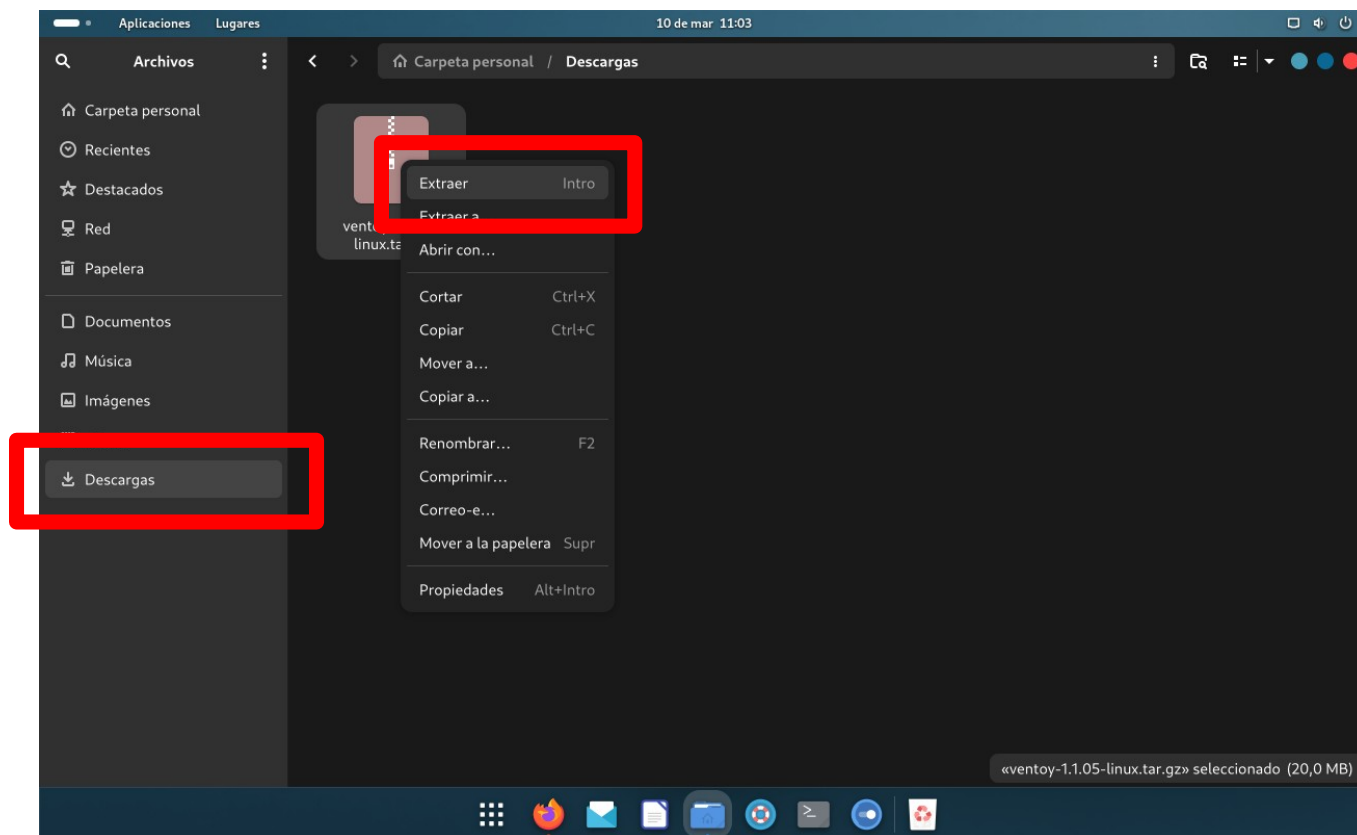 Aplicaciones Lugares 10 de mar 11:03
Archivos Carpeta personal / Descargas
Carpeta personal
Recientes
Destacados
Red
Papelera
Documentos
Música
Imágenes
Descargas
linux.ta
Extraer Intro
Extraer a
Abrir con...
Cortar Ctrl+X
Copiar Ctrl+C
Mover a...
Copiar a...
Renombrar... F2
Comprimir...
Correo-e...
Mover a la papelera Supr
Propiedades Alt+Intro
«ventoy-1.1.05-linux.tar.gz» seleccionado (20,0 MB)